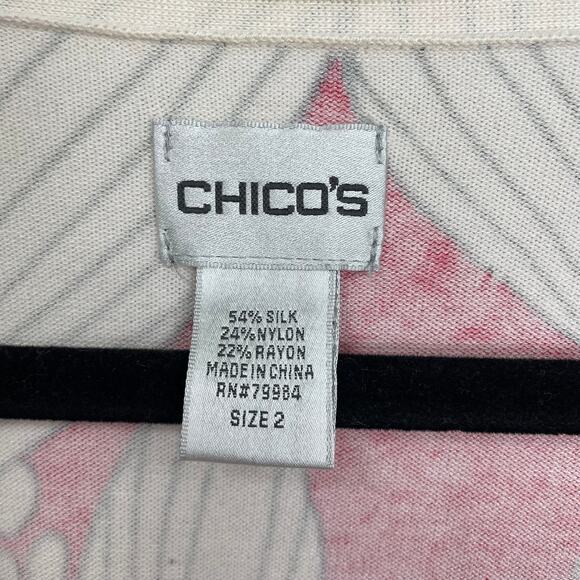 CHICO'S
54% SILK
24% NYLON
22% RAYON
MADE IN CHINA
RN#79984
SIZE 2